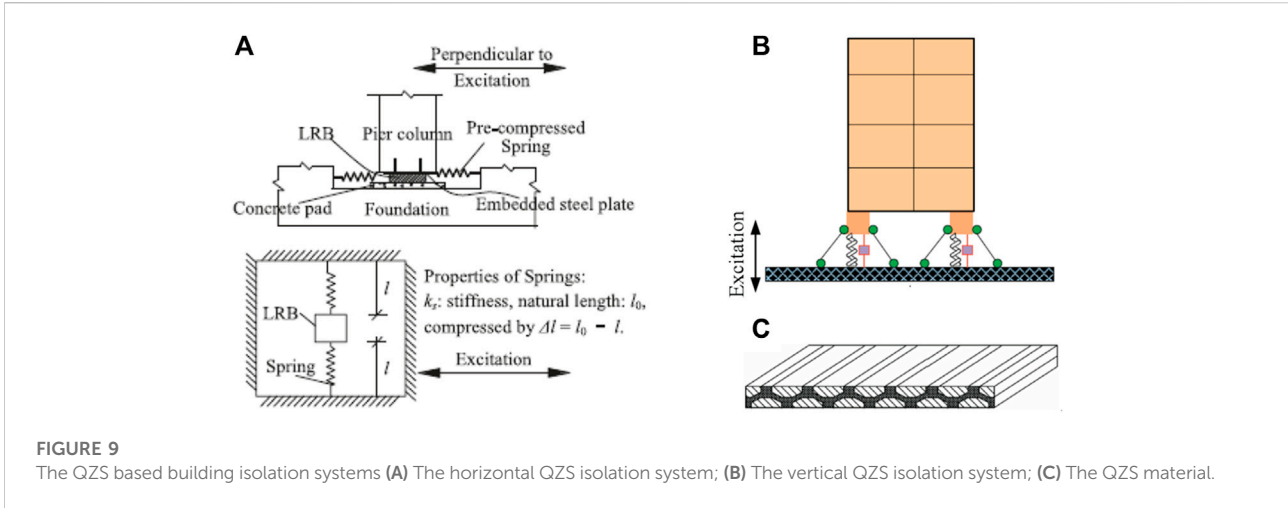 A
Perpendicular to
Excitation
LRB
Pier column
Pre-compressed
Spring
Concrete pad
Foundation
Embedded steel plate
LRB
Spring
l
l
Properties of Springs:
kₛ: stiffness, natural length: l₀,
compressed by Δl = l₀ − l.
Excitation
B
Excitation
C
FIGURE 9
The QZS based building isolation systems (A) The horizontal QZS isolation system; (B) The vertical QZS isolation system; (C) The QZS material.